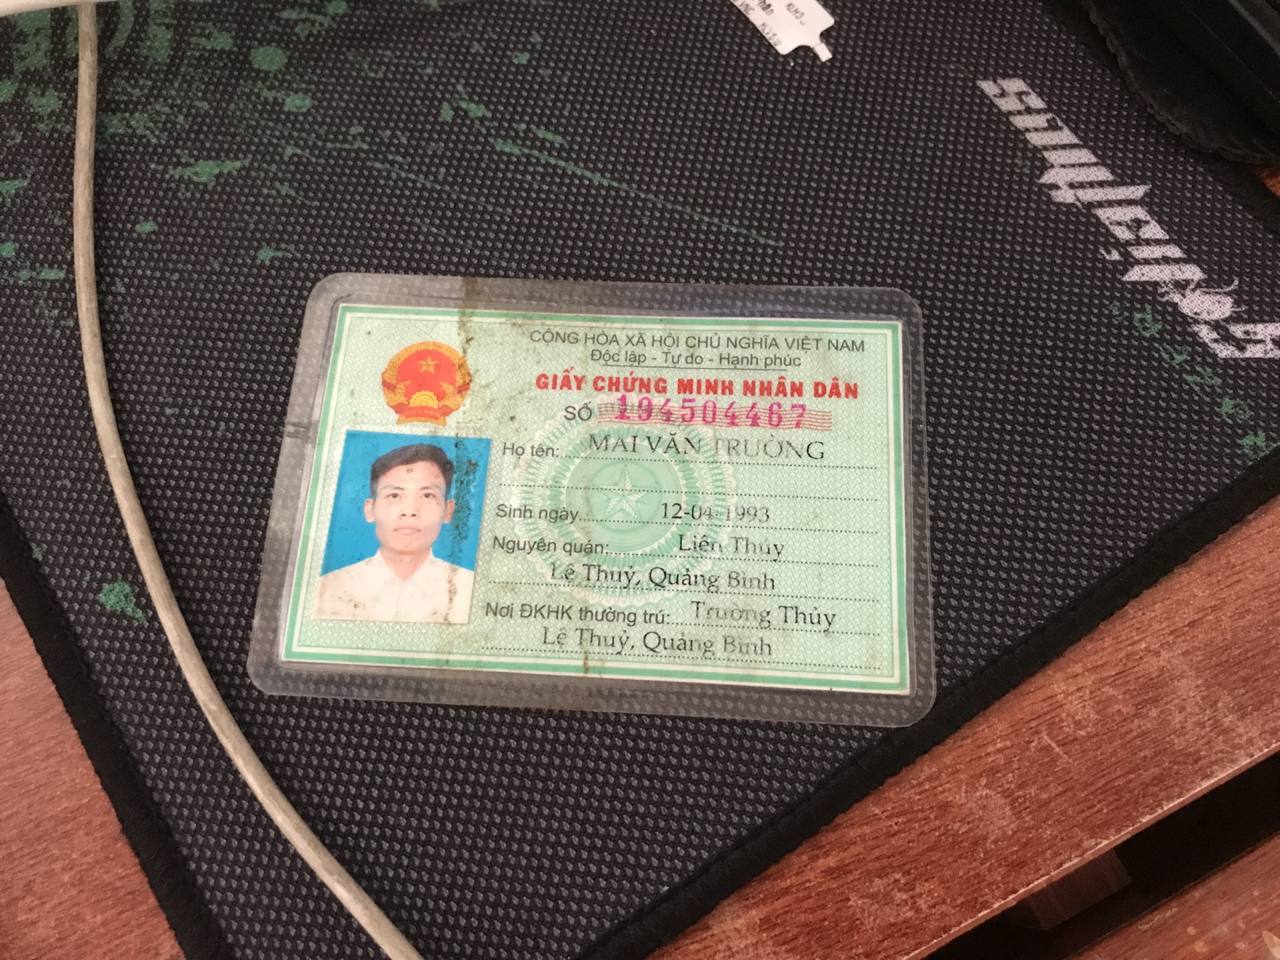 CỘNG HÒA XÃ HỘI CHỦ NGHĨA VIỆT NAM
Độc lập - Tự do - Hạnh phúc
GIẤY CHỨNG MINH NHÂN DÂN
SỐ 194504467
Họ tên: MAI VĂN TRƯỜNG
Sinh ngày 12-04-1993
Nguyên quán: Liên Thủy
Lệ Thuỷ, Quảng Bình
Nơi ĐKHK thường trú: Trường Thủy
Lệ Thuỷ, Quảng Bình